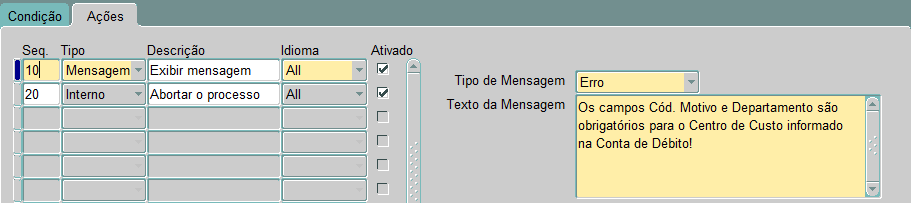 Condição Ações
Seq. Tipo Descrição Idioma Ativado
10 Mensagem Exibir mensagem All
20 Interno Abortar o processo All
Tipo de Mensagem Erro
Texto da Mensagem Os campos Cód. Motivo e Departamento são
obrigatórios para o Centro de Custo informado
na Conta de Débito!